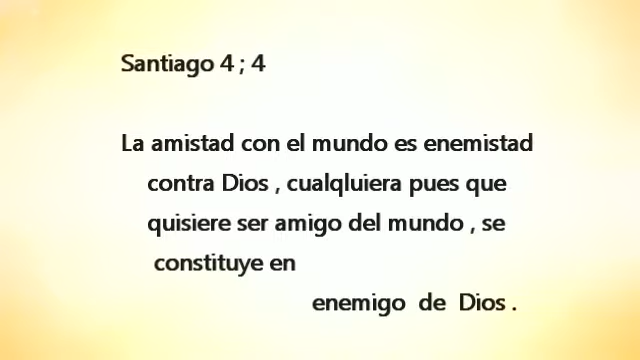 Santiago 4 ; 4
La amistad con el mundo es enemistad
contra Dios , cualqluiera pues que
quisiere ser amigo del mundo , se
constituye en
enemigo de Dios .